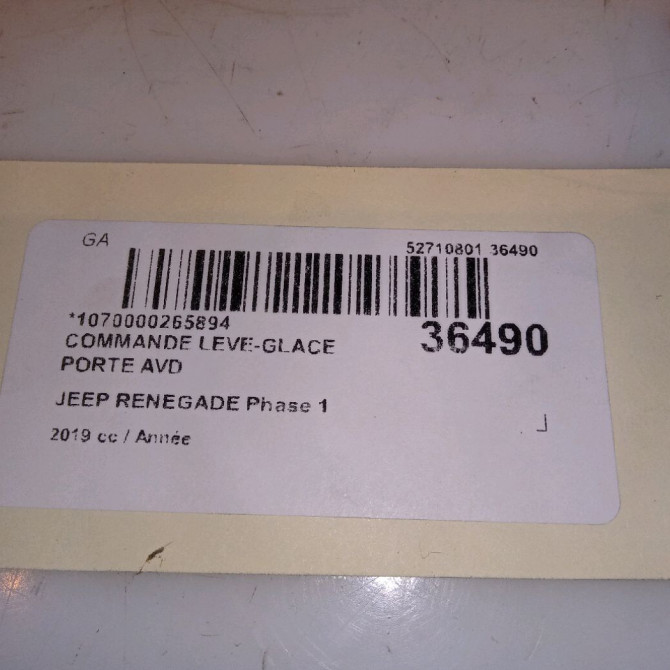 GA
52710801 36490
*1070000265894
36490
COMMANDE LEVE-GLACE
PORTE AVD
JEEP RENEGADE Phase 1
2019 cc / Année